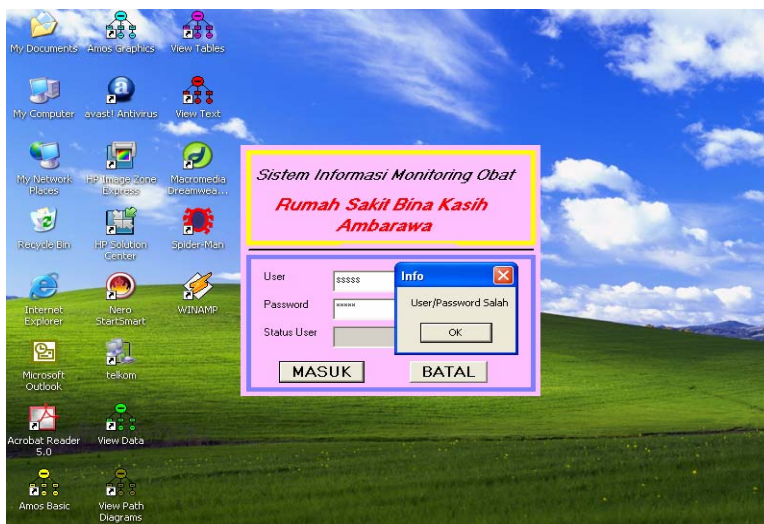 My Documents
Amos Graphics
View Tables
My Computer
avast! Antivirus
View Text
My Network
Places
HP Image Zone
Express
Macromedia
Dreamwea...
Recycle Bin
HP Solution
Center
Spider-Man
Internet
Explorer
Nero
StartSmart
WINAMP
Microsoft
Outlook
telkom
Acrobat Reader
5.0
View Data
Amos Basic
View Path
Diagrams
Sistem Informasi Monitoring Obat
Rumah Sakit Bina Kasih
Ambarawa
User
sssss
Password
×××××
Status User
MASUK
BATAL
Info
User/Password Salah
OK